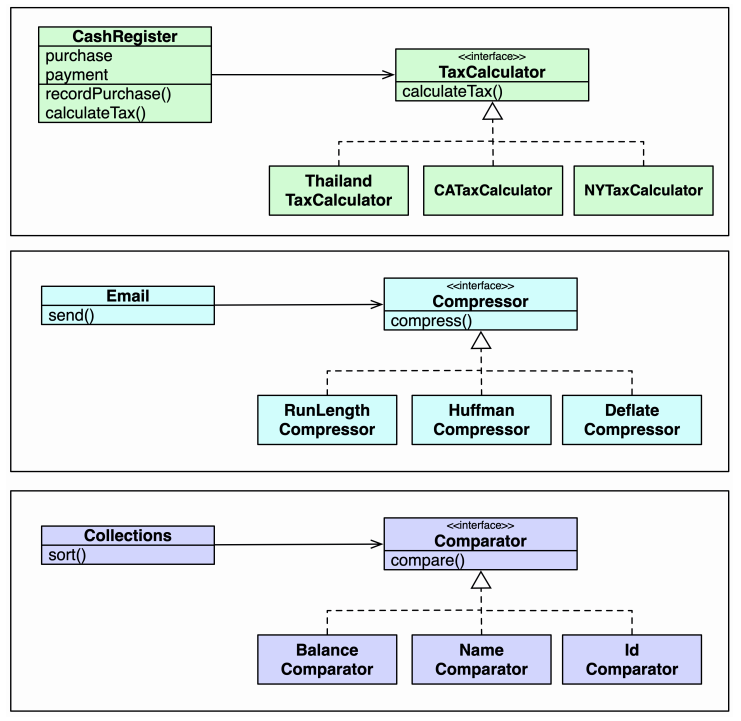 CashRegister
purchase
payment
recordPurchase()
calculateTax()
<<interface>>
TaxCalculator
calculateTax()
Thailand
TaxCalculator
CATaxCalculator
NYTaxCalculator
Email
send()
<<interface>>
Compressor
compress()
RunLength
Compressor
Huffman
Compressor
Deflate
Compressor
Collections
sort()
<<interface>>
Comparator
compare()
Balance
Comparator
Name
Comparator
Id
Comparator